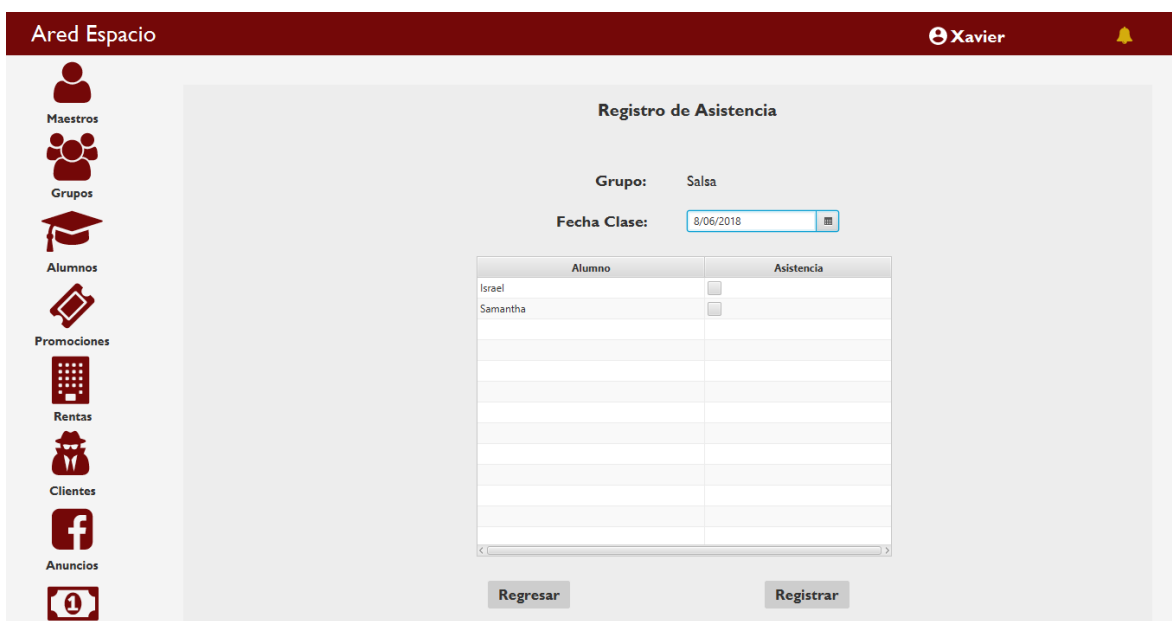 Ared Espacio
Xavier
Maestros
Grupos
Alumnos
Promociones
Rentas
Clientes
Anuncios
1
Registro de Asistencia
Grupo: Salsa
Fecha Clase: 8/06/2018
Alumno Asistencia
Israel
Samantha
Regresar Registrar